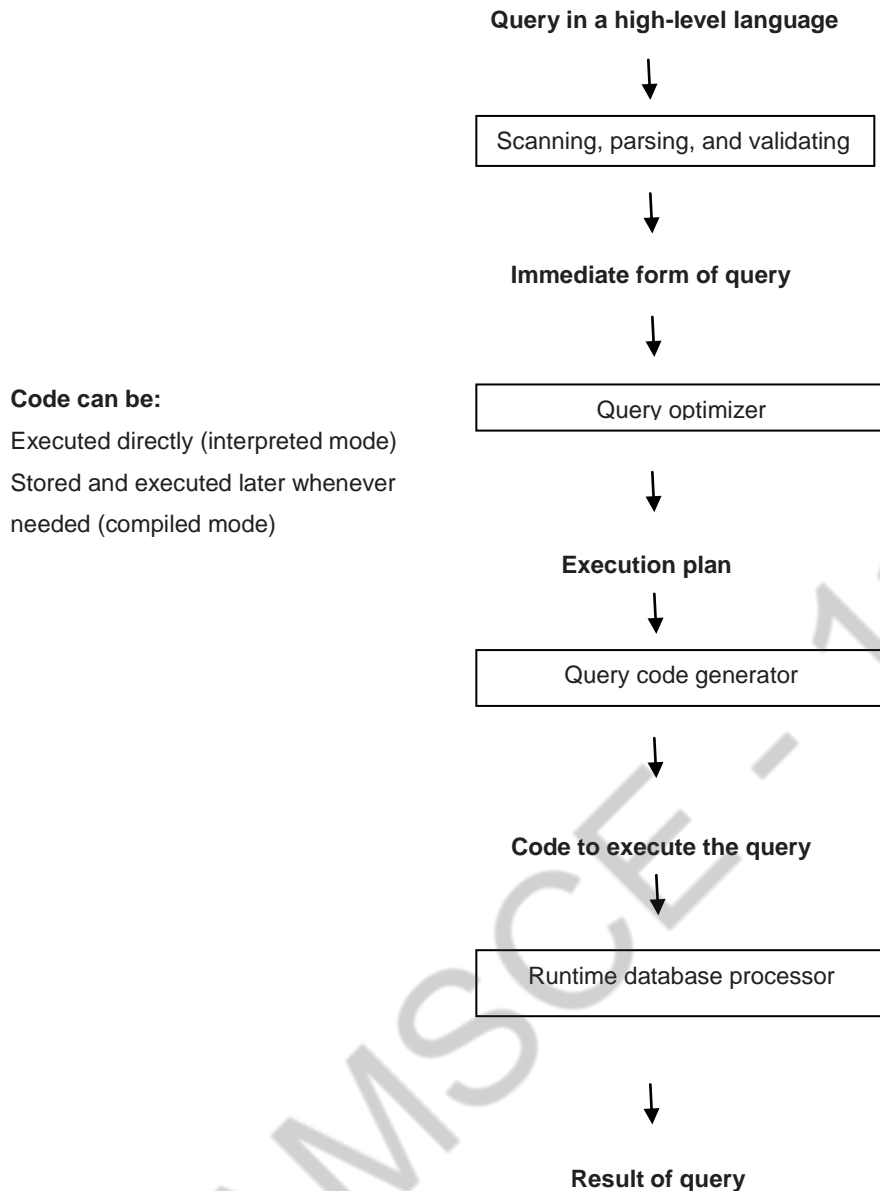 Query in a high-level language
Scanning, parsing, and validating
Immediate form of query
Code can be:
Executed directly (interpreted mode)
Stored and executed later whenever
needed (compiled mode)
Query optimizer
Execution plan
Query code generator
Code to execute the query
Runtime database processor
Result of query
AMSCE -